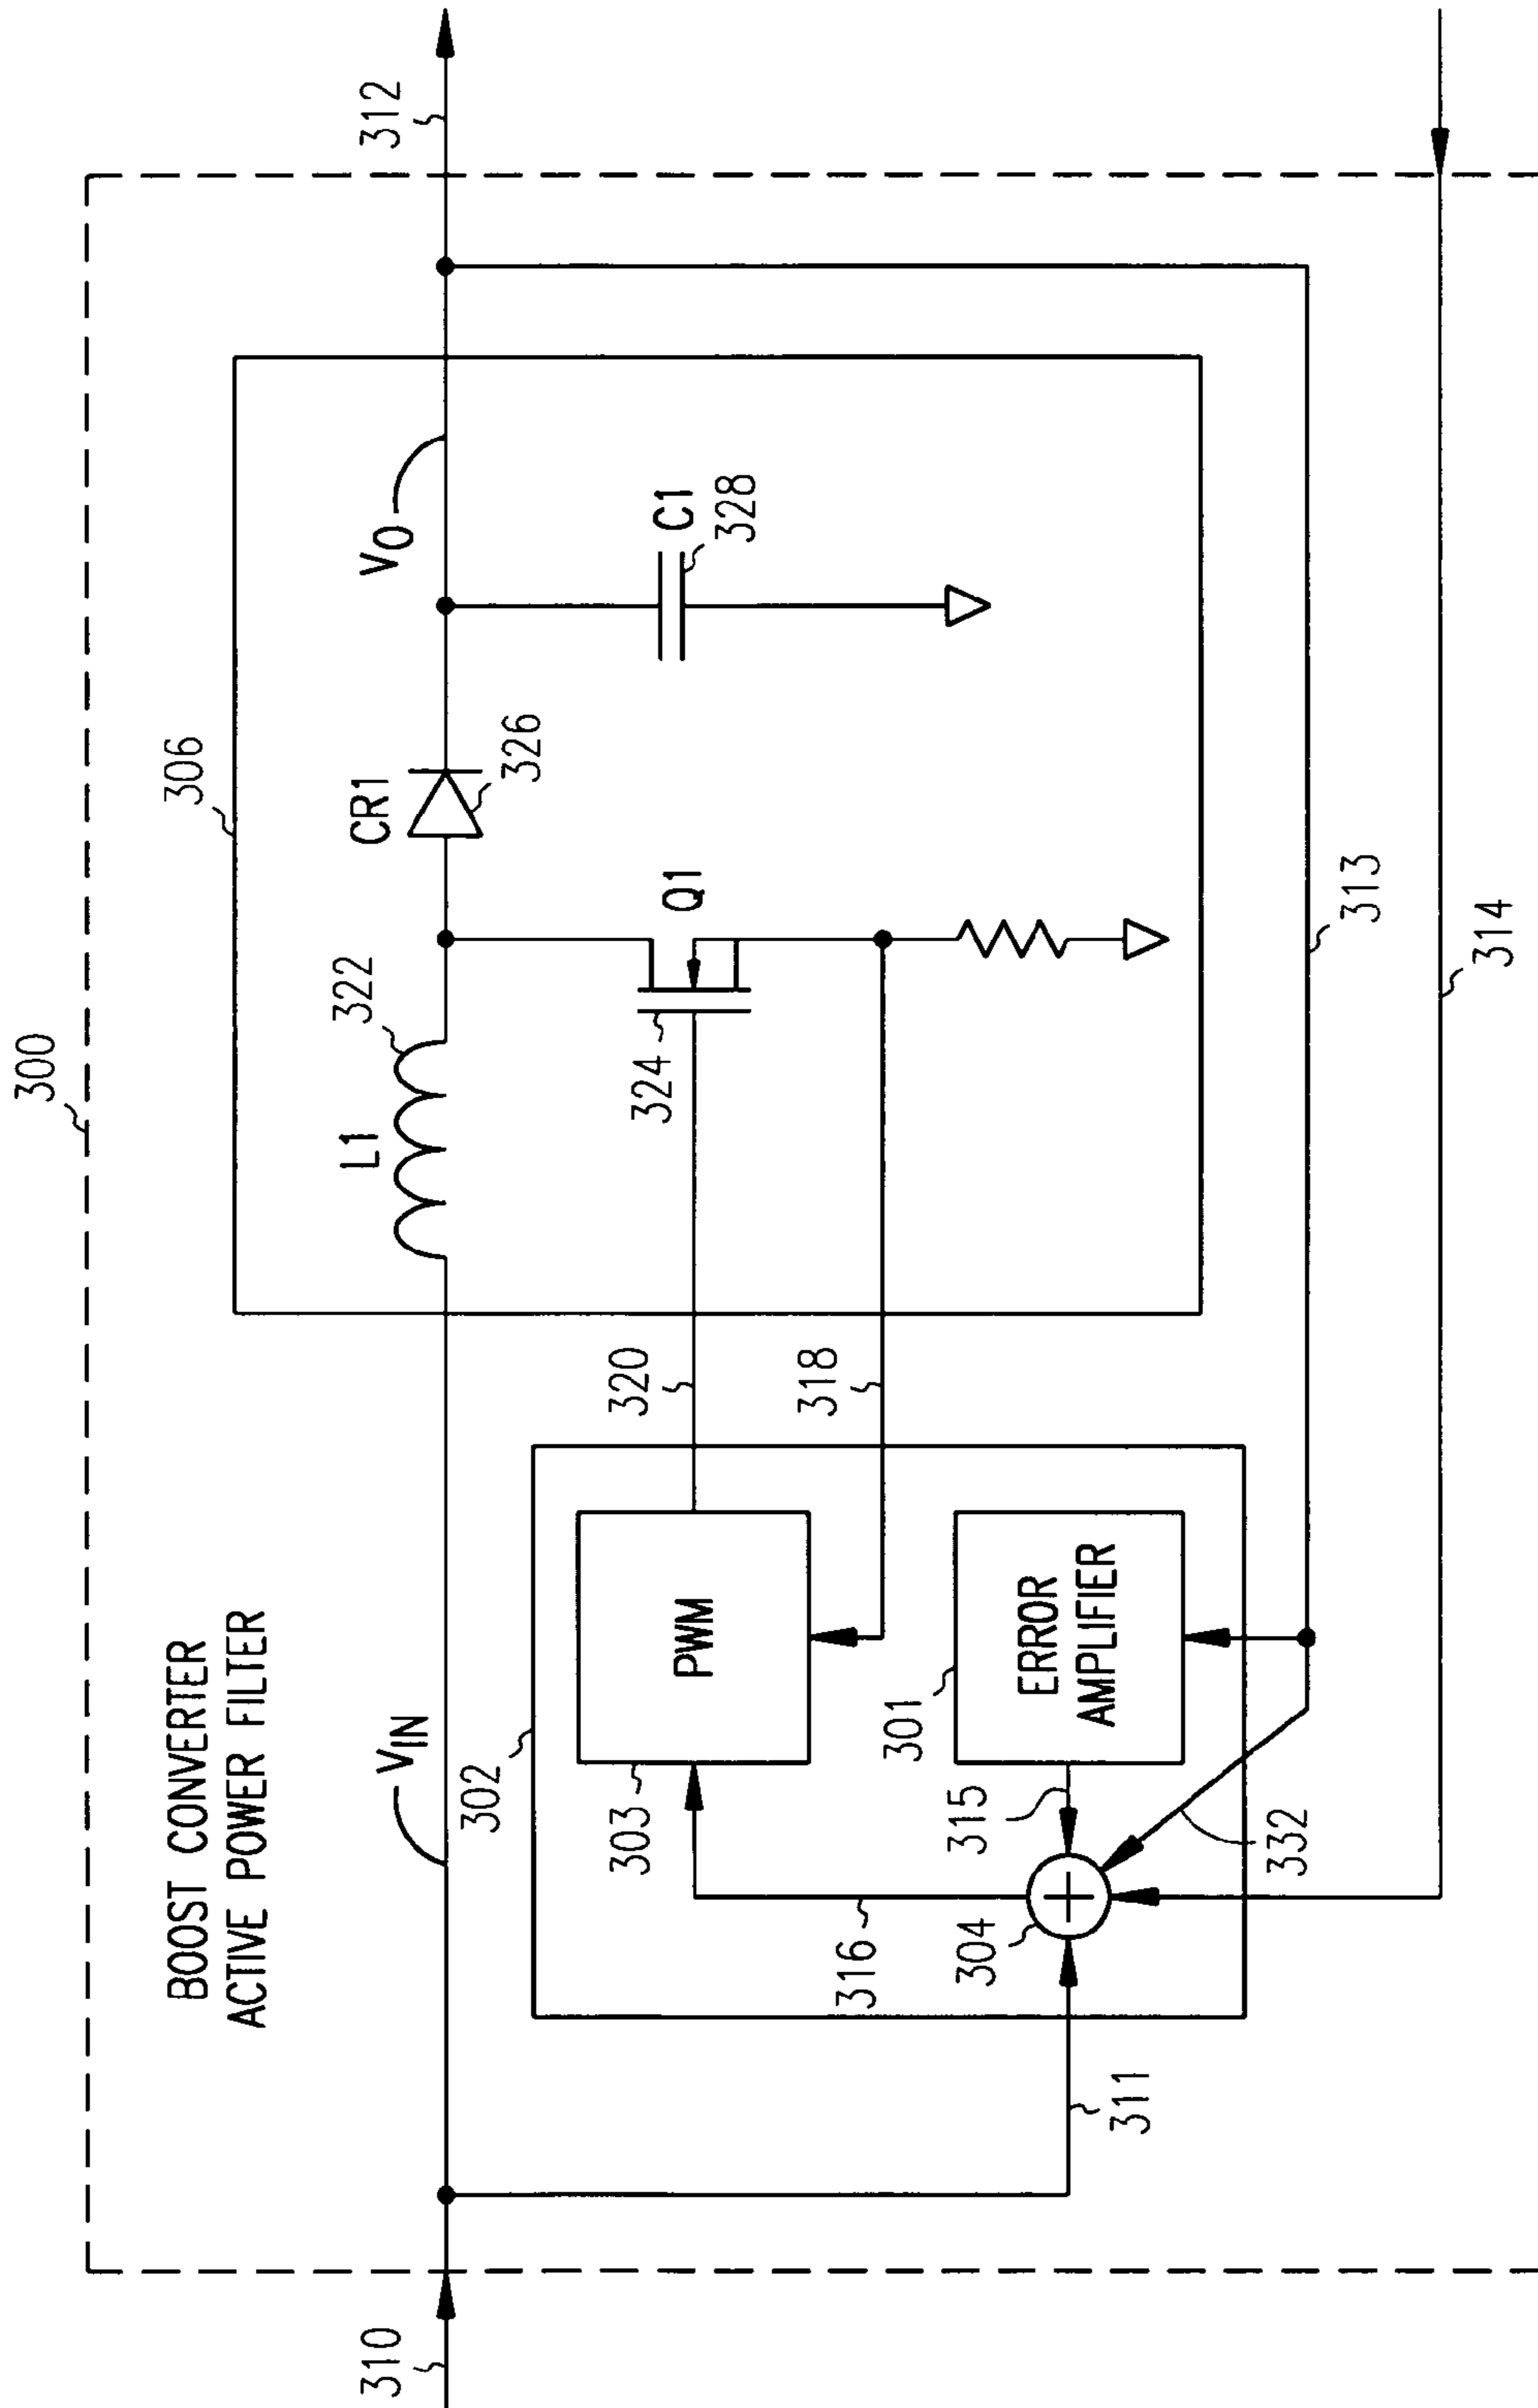 300
BOOST CONVERTER
ACTIVE POWER FILTER
306
310
VIN
L1
322
CR1
326
VO
312
302
320
324
Q1
C1
328
303
PWM
318
316
304
315
301
ERROR
AMPLIFIER
311
332
313
314